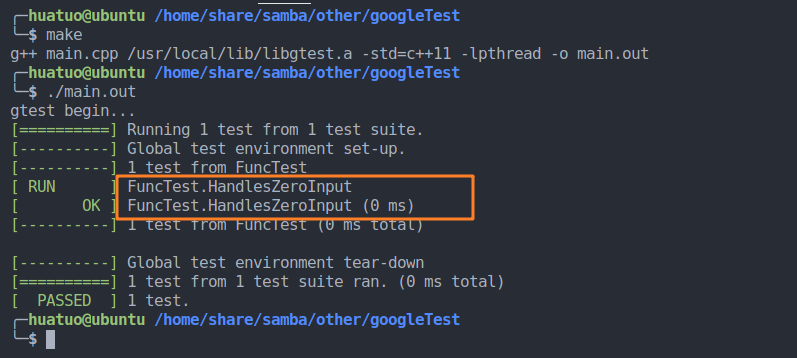 ╭─huatuo@ubuntu /home/share/samba/other/googleTest
╰─$ make
g++ main.cpp /usr/local/lib/libgtest.a -std=c++11 -lpthread -o main.out
╭─huatuo@ubuntu /home/share/samba/other/googleTest
╰─$ ./main.out
gtest begin...
[==========] Running 1 test from 1 test suite.
[----------] Global test environment set-up.
[----------] 1 test from FuncTest
[ RUN      ] FuncTest.HandlesZeroInput
[       OK ] FuncTest.HandlesZeroInput (0 ms)
[----------] 1 test from FuncTest (0 ms total)
[----------] Global test environment tear-down
[==========] 1 test from 1 test suite ran. (0 ms total)
[  PASSED  ] 1 test.
╭─huatuo@ubuntu /home/share/samba/other/googleTest
╰─$